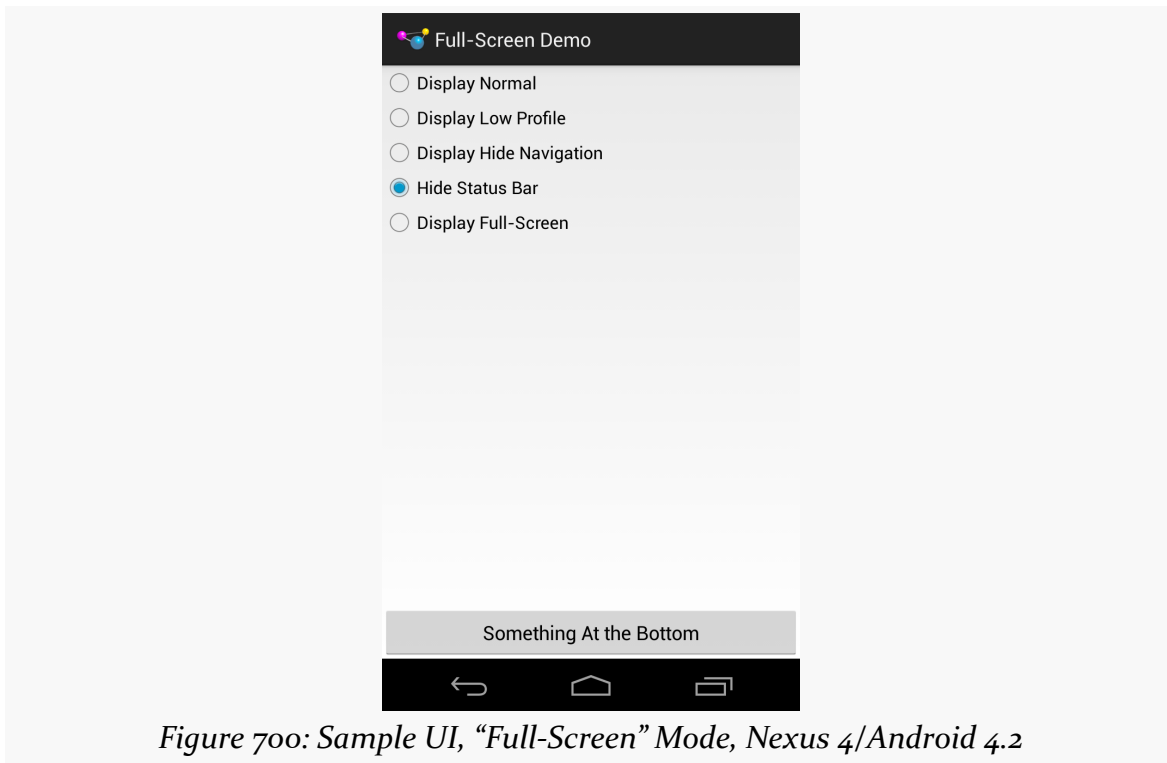 Full-Screen Demo
Display Normal
Display Low Profile
Display Hide Navigation
Hide Status Bar
Display Full-Screen
Something At the Bottom
Figure 700: Sample UI, “Full-Screen” Mode, Nexus 4/Android 4.2